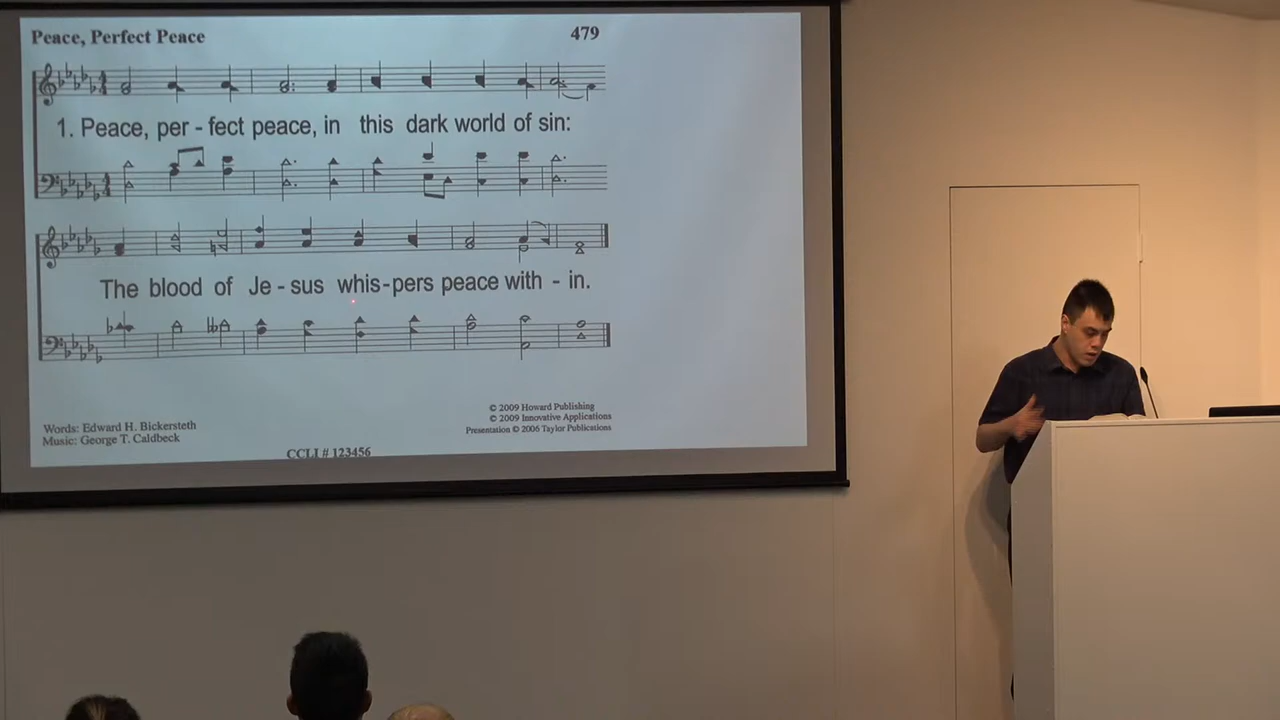 Peace, Perfect Peace
479
1. Peace, per - fect peace, in this dark world of sin:
The blood of Je - sus whis - pers peace with - in.
Words: Edward H. Bickersteth
Music: George T. Caldbeck
© 2009 Howard Publishing
© 2009 Innovative Applications
Presentation © 2006 Taylor Publications
CCLI # 123456